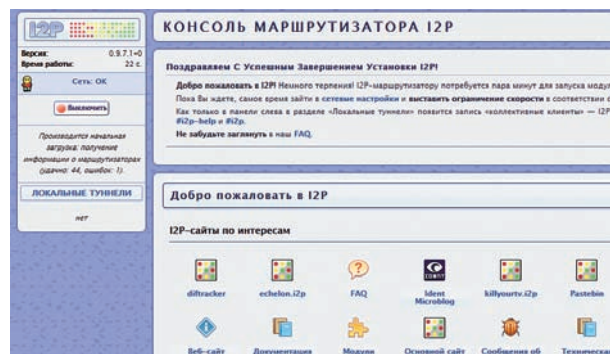 I2P
Версия: 0.9.7.1-0
Время работы: 22 с.
Сеть: OK
Выключить
Производится начальная
загрузка: получение
информации о маршрутизаторах
(удачно: 44, ошибок: 1).
ЛОКАЛЬНЫЕ ТУННЕЛИ
нет
КОНСОЛЬ МАРШРУТИЗАТОРА I2P
Поздравляем С Успешным Завершением Установки I2P!
Добро пожаловать в I2P! Немного терпения! I2P-маршрутизатору потребуется пара минут для запуска модул
Пока Вы ждете, самое время зайти в сетевые настройки и выставить ограничение скорости в соответствии с
Как только в панели слева в разделе «Локальные туннели» появится запись «коллективные клиенты» — I2P
#i2p-help и #i2p.
Не забудьте заглянуть в наш FAQ.
Добро пожаловать в I2P
I2P-сайты по интересам
diftracker echelon.i2p FAQ Ident Microblog killyourtv.i2p Pastebin
Веб-сайт Документация Модули Основной сайт Сообщения об Техническая